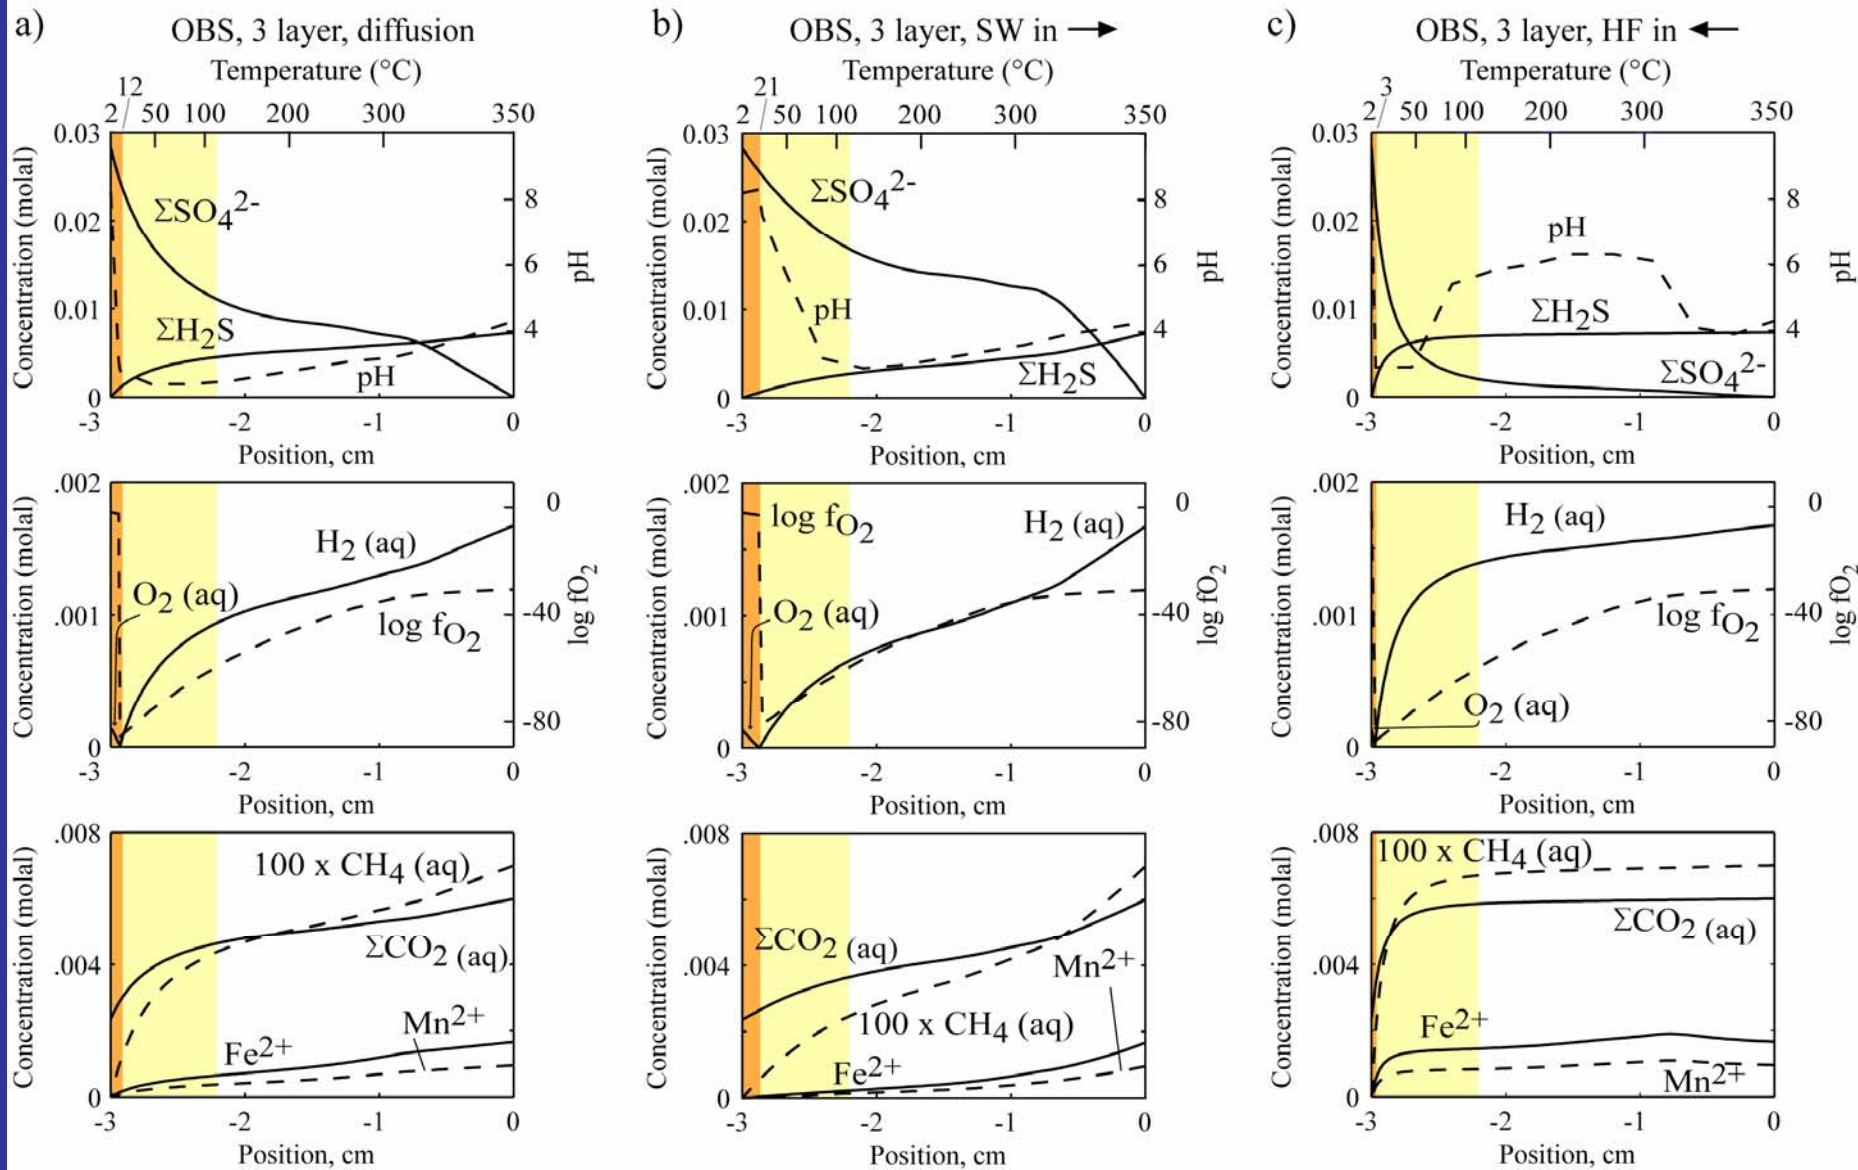 a) OBS, 3 layer, diffusion
Temperature (°C)
12
2 50 100 200 300 350
0.03
0.02
0.01
0
Concentration (molal)
ΣSO₄²⁻
ΣH₂S
pH
8
6
4
pH
-3 -2 -1 0
Position, cm
.002
.001
0
Concentration (molal)
H₂ (aq)
O₂ (aq)
log fO₂
0
-40
-80
log fO₂
-3 -2 -1 0
Position, cm
.008
.004
0
Concentration (molal)
100 x CH₄ (aq)
ΣCO₂ (aq)
Mn²⁺
Fe²⁺
-3 -2 -1 0
Position, cm
b) OBS, 3 layer, SW in →
Temperature (°C)
21
2 50 100 200 300 350
0.03
0.02
0.01
0
Concentration (molal)
ΣSO₄²⁻
pH
ΣH₂S
8
6
4
pH
-3 -2 -1 0
Position, cm
.002
.001
0
Concentration (molal)
log fO₂
H₂ (aq)
O₂ (aq)
0
-40
-80
log fO₂
-3 -2 -1 0
Position, cm
.008
.004
0
Concentration (molal)
ΣCO₂ (aq)
Mn²⁺
100 x CH₄ (aq)
Fe²⁺
-3 -2 -1 0
Position, cm
c) OBS, 3 layer, HF in ←
Temperature (°C)
3
2 50 100 200 300 350
0.03
0.02
0.01
0
Concentration (molal)
pH
ΣH₂S
ΣSO₄²⁻
8
6
4
pH
-3 -2 -1 0
Position, cm
.002
.001
0
Concentration (molal)
H₂ (aq)
log fO₂
O₂ (aq)
0
-40
-80
log fO₂
-3 -2 -1 0
Position, cm
.008
.004
0
Concentration (molal)
100 x CH₄ (aq)
ΣCO₂ (aq)
Fe²⁺
Mn²⁺
-3 -2 -1 0
Position, cm